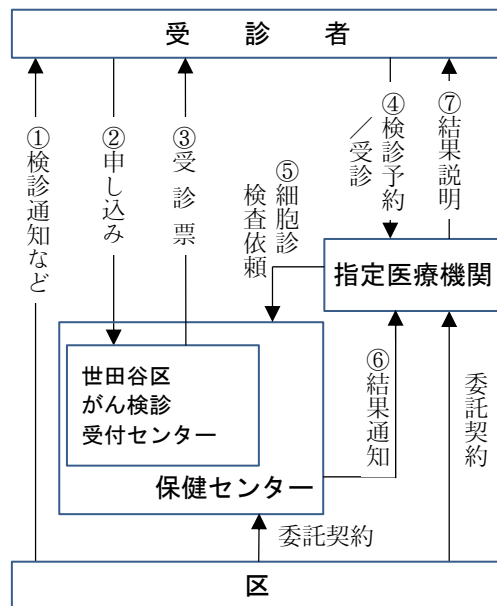 受　診　者
①検診通知など
②申し込み
③受診票
④検診予約
／受診
⑦結果説明
⑤細胞診
検査依頼
指定医療機関
世田谷区
がん検診
受付センター
⑥結果通知
委託契約
保健センター
委託契約
区